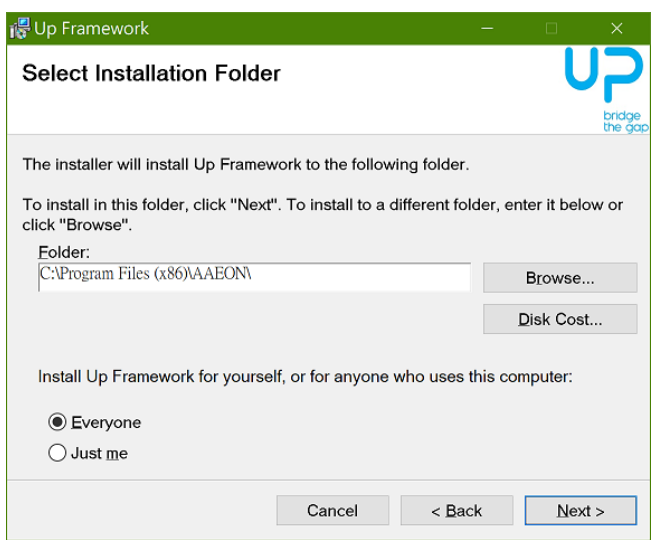 Up Framework
Select Installation Folder
UP
bridge
the gap
The installer will install Up Framework to the following folder.
To install in this folder, click "Next". To install to a different folder, enter it below or
click "Browse".
Folder:
C:\Program Files (x86)\AAEON\
Browse...
Disk Cost...
Install Up Framework for yourself, or for anyone who uses this computer:
Everyone
Just me
Cancel
< Back
Next >